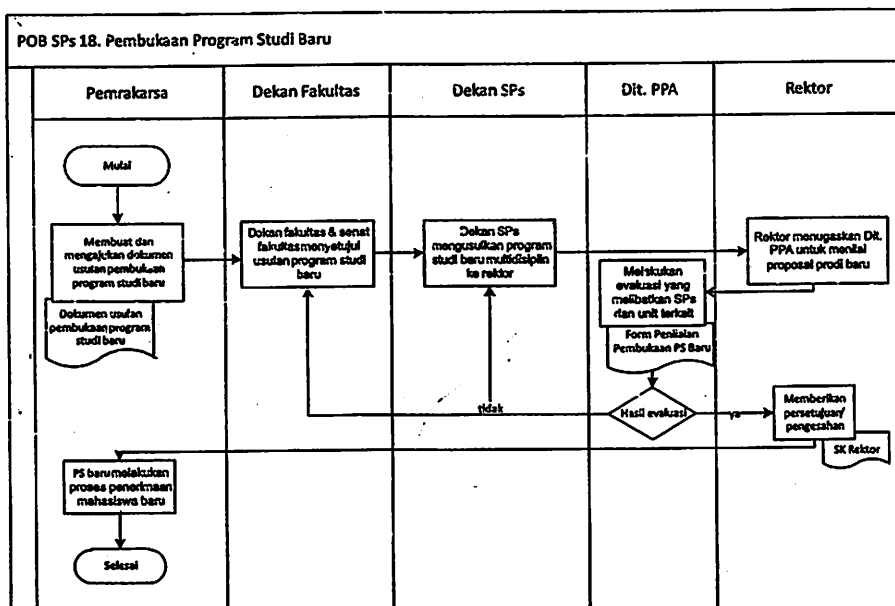 POB SPs 18. Pembukaan Program Studi Baru
Pemrakarsa
Dekan Fakultas
Dekan SPs
Dit. PPA
Rektor
Mulai
Membuat dan
mengajukan dokumen
usulan pembukaan
program studi baru
Dokumen usulan
pembukaan program
studi baru
Dekan fakultas & senat
fakultas menyetujui
usulan program studi
baru
Dekan SPs
mengusulkan program
studi baru multidisiplin
ke rektor
Rektor menugaskan Dit.
PPA untuk menilai
proposal prodi baru
Melakukan
evaluasi yang
melibatkan SPs
dan unit terkait
Form Penilaian
Pembukaan PS Baru
Hasil evaluasi
tidak
ya
Memberikan
persetujuan/
pengesahan
SK Rektor
PS baru melakukan
proses penerimaan
mahasiswa baru
Selesai